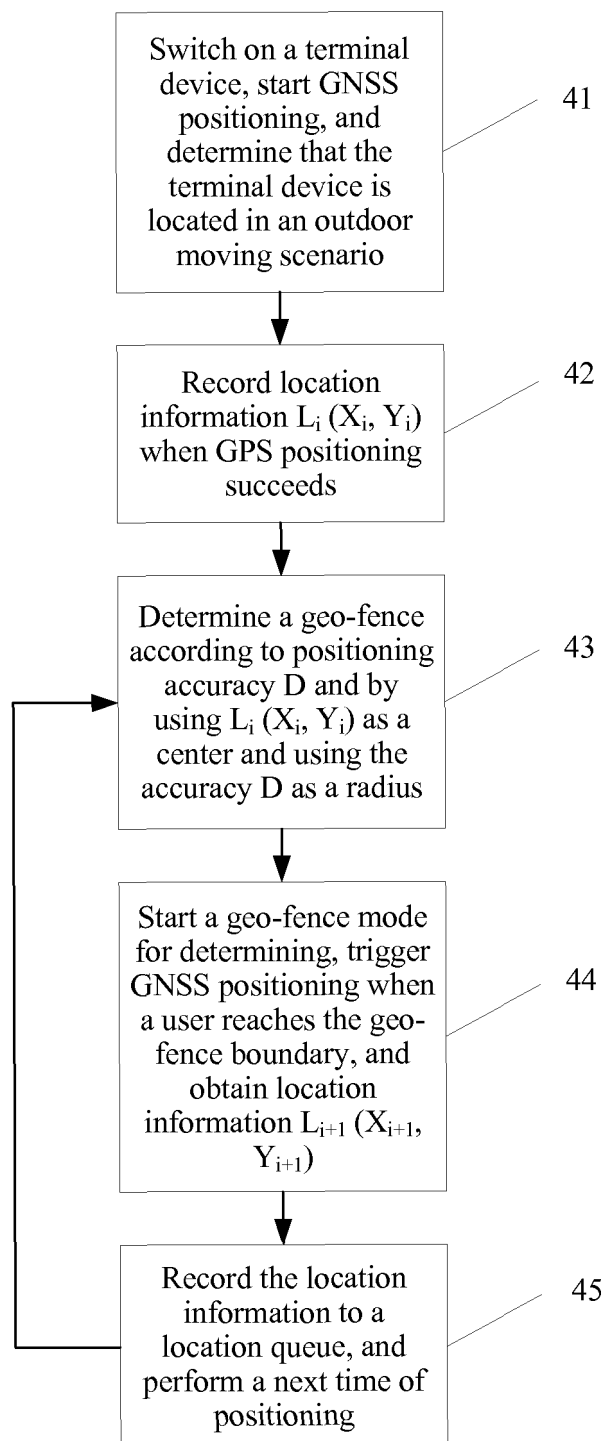 Switch on a terminal
device, start GNSS
positioning, and
determine that the
terminal device is
located in an outdoor
moving scenario
41
Record location
information Lᵢ (Xᵢ, Yᵢ)
when GPS positioning
succeeds
42
Determine a geo-fence
according to positioning
accuracy D and by
using Lᵢ (Xᵢ, Yᵢ) as a
center and using the
accuracy D as a radius
43
Start a geo-fence mode
for determining, trigger
GNSS positioning when
a user reaches the geo-
fence boundary, and
obtain location
information Lᵢ₊₁ (Xᵢ₊₁,
Yᵢ₊₁)
44
Record the location
information to a
location queue, and
perform a next time of
positioning
45